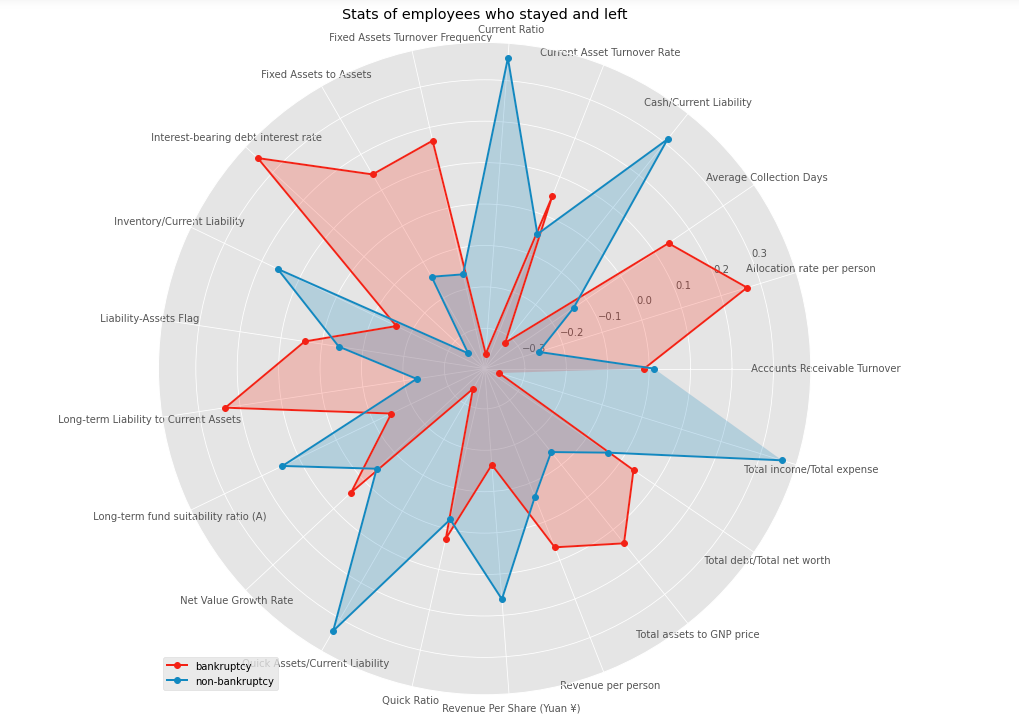 Stats of employees who stayed and left
Current Ratio
Fixed Assets Turnover Frequency
Current Asset Turnover Rate
Fixed Assets to Assets
Cash/Current Liability
Interest-bearing debt interest rate
Average Collection Days
Inventory/Current Liability
0.3
0.2
Allocation rate per person
0.1
0.0
−0.1
Liability-Assets Flag
−0.2
−0.3
Accounts Receivable Turnover
Long-term Liability to Current Assets
Total income/Total expense
Long-term fund suitability ratio (A)
Total debt/Total net worth
Net Value Growth Rate
Total assets to GNP price
Quick Assets/Current Liability
bankruptcy
non-bankruptcy
Revenue per person
Quick Ratio
Revenue Per Share (Yuan ¥)